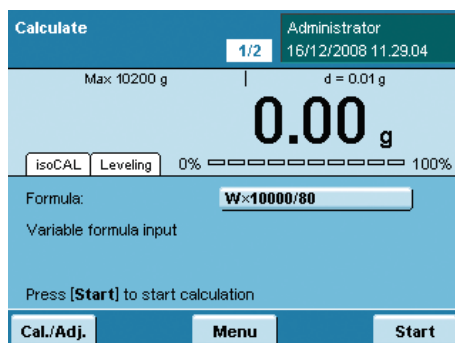 Calculate
1/2
Administrator
16/12/2008 11.29.04
Max 10200 g
d = 0.01 g
0.00 g
isoCAL
Leveling
0%
100%
Formula: W×10000/80
Variable formula input
Press [Start] to start calculation
Cal./Adj.
Menu
Start